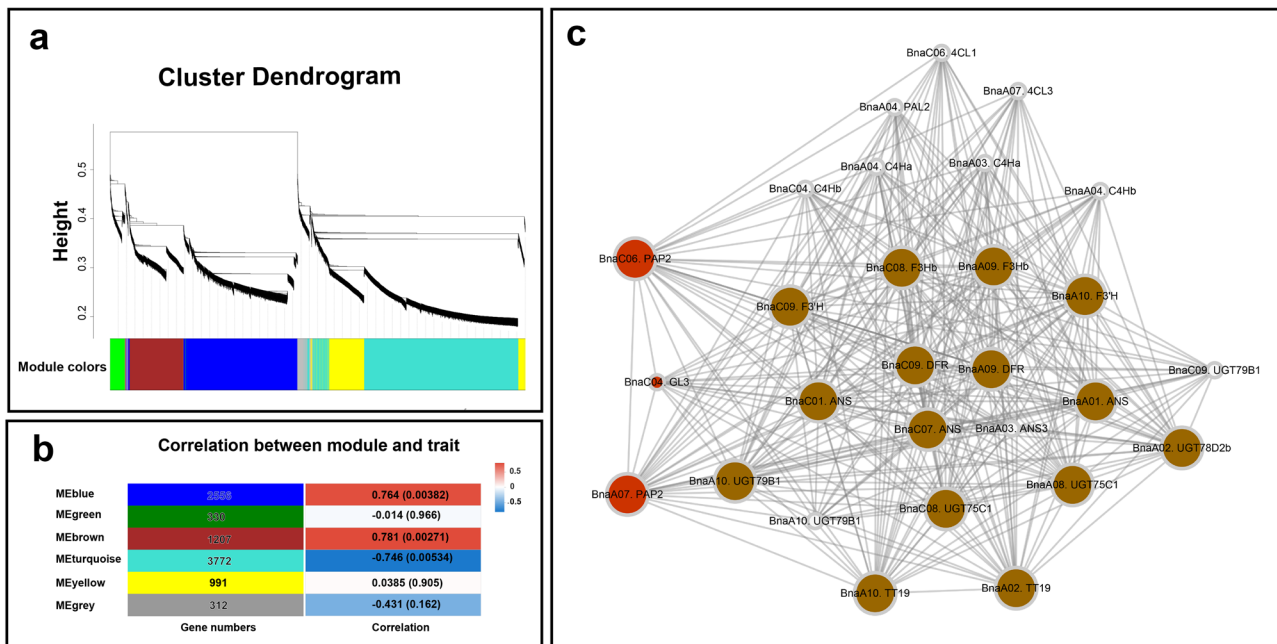 a
Cluster Dendrogram
Height
0.5
0.4
0.3
0.2
Module colors
b
Correlation between module and trait
MEblue 2556 0.764 (0.00382)
MEgreen 330 -0.014 (0.966)
MEbrown 1207 0.781 (0.00271)
MEturquoise 3772 -0.746 (0.00534)
MEyellow 991 0.0385 (0.905)
MEgrey 312 -0.431 (0.162)
Gene numbers Correlation
0.5
0
-0.5
c
BnaC06. 4CL1
BnaA07. 4CL3
BnaA04. PAL2
BnaA04. C4Ha
BnaA03. C4Ha
BnaC04. C4Hb
BnaA04. C4Hb
BnaC06. PAP2
BnaC08. F3Hb
BnaA09. F3Hb
BnaC09. F3'H
BnaA10. F3'H
BnaC09. DFR
BnaA09. DFR
BnaC09. UGT79B1
BnaC04. GL3
BnaC01. ANS
BnaA01. ANS
BnaC07. ANS
BnaA03. ANS3
BnaA02. UGT78D2b
BnaA10. UGT79B1
BnaA08. UGT75C1
BnaA07. PAP2
BnaC08. UGT75C1
BnaA10. UGT79B1
BnaA10. TT19
BnaA02. TT19